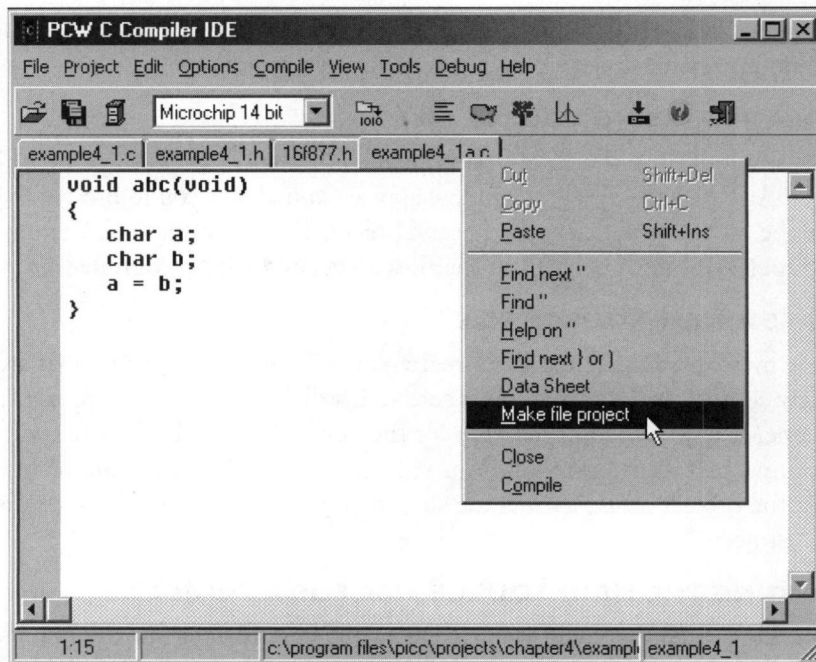 PCW C Compiler IDE
File Project Edit Options Compile View Tools Debug Help
Microchip 14 bit
1010
example4_1.c example4_1.h 16f877.h example4_1a.c
void abc(void)
{
char a;
char b;
a = b;
}
Cut Shift+Del
Copy Ctrl+C
Paste Shift+Ins
Find next "
Find "
Help on "
Find next } or )
Data Sheet
Make file project
Close
Compile
1:15 c:\program files\picc\projects\chapter4\exampl example4_1